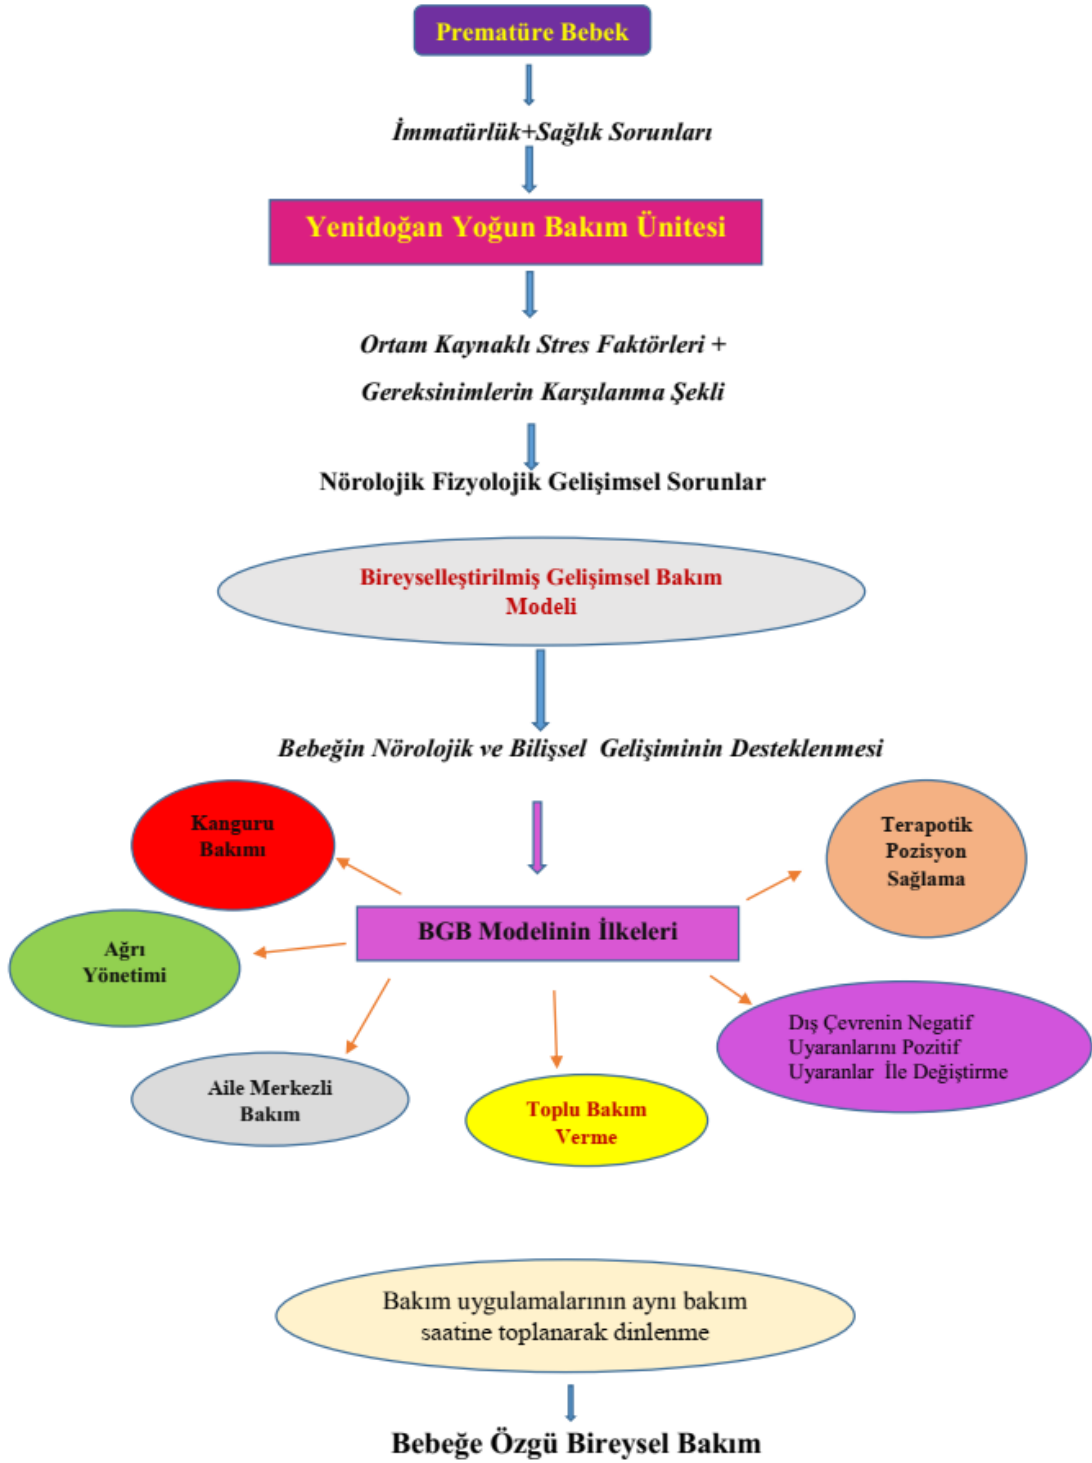 Prematüre Bebek
İmmatürlük+Sağlık Sorunları
Yenidoğan Yoğun Bakım Ünitesi
Ortam Kaynaklı Stres Faktörleri +
Gereksinimlerin Karşılanma Şekli
Nörolojik Fizyolojik Gelişimsel Sorunlar
Bireyselleştirilmiş Gelişimsel Bakım
Modeli
Bebeğin Nörolojik ve Bilişsel Gelişiminin Desteklenmesi
Kanguru
Bakımı
Terapotik
Pozisyon
Sağlama
BGB Modelinin İlkeleri
Ağrı
Yönetimi
Dış Çevrenin Negatif
Uyaranlarını Pozitif
Uyaranlar İle Değiştirme
Aile Merkezli
Bakım
Toplu Bakım
Verme
Bakım uygulamalarının aynı bakım
saatine toplanarak dinlenme
Bebeğe Özgü Bireysel Bakım